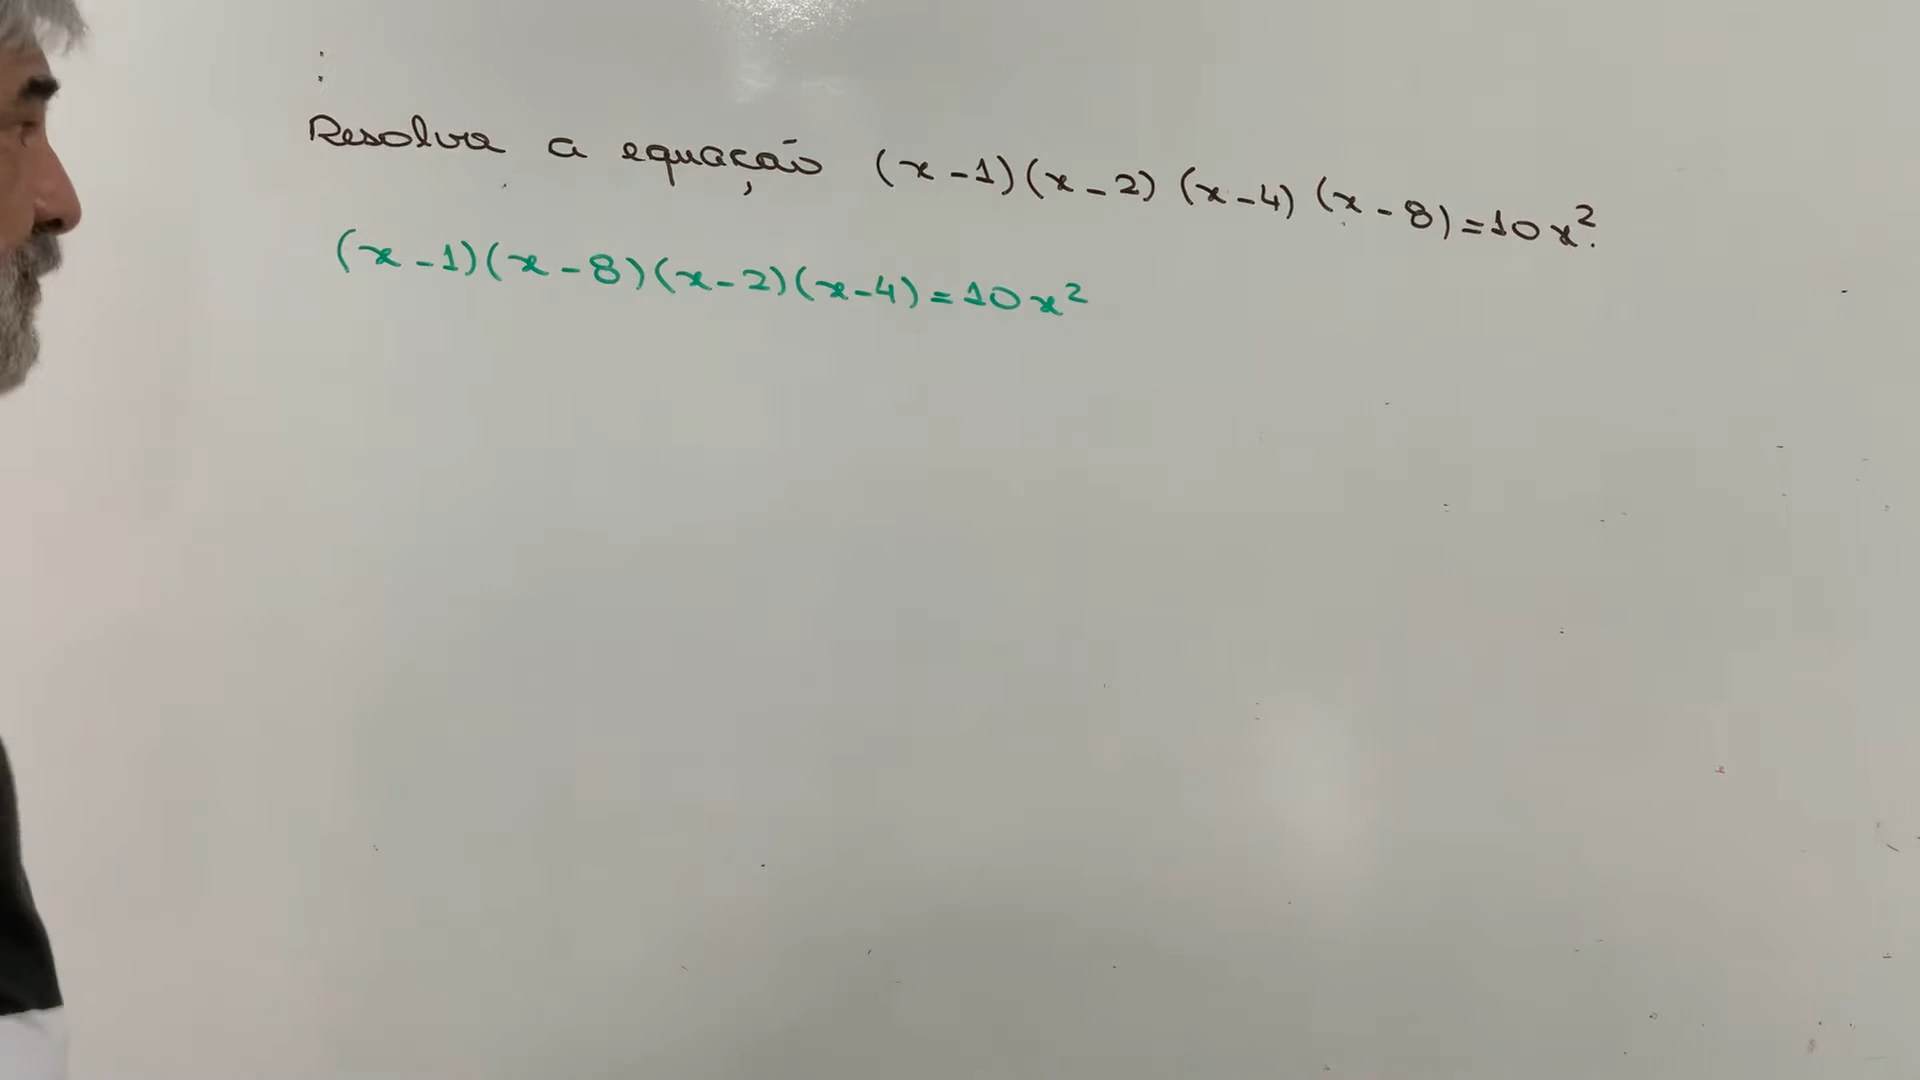 Resolva a equação (x-1)(x-2)(x-4)(x-8)=10x².
(x-1)(x-8)(x-2)(x-4)=10x²